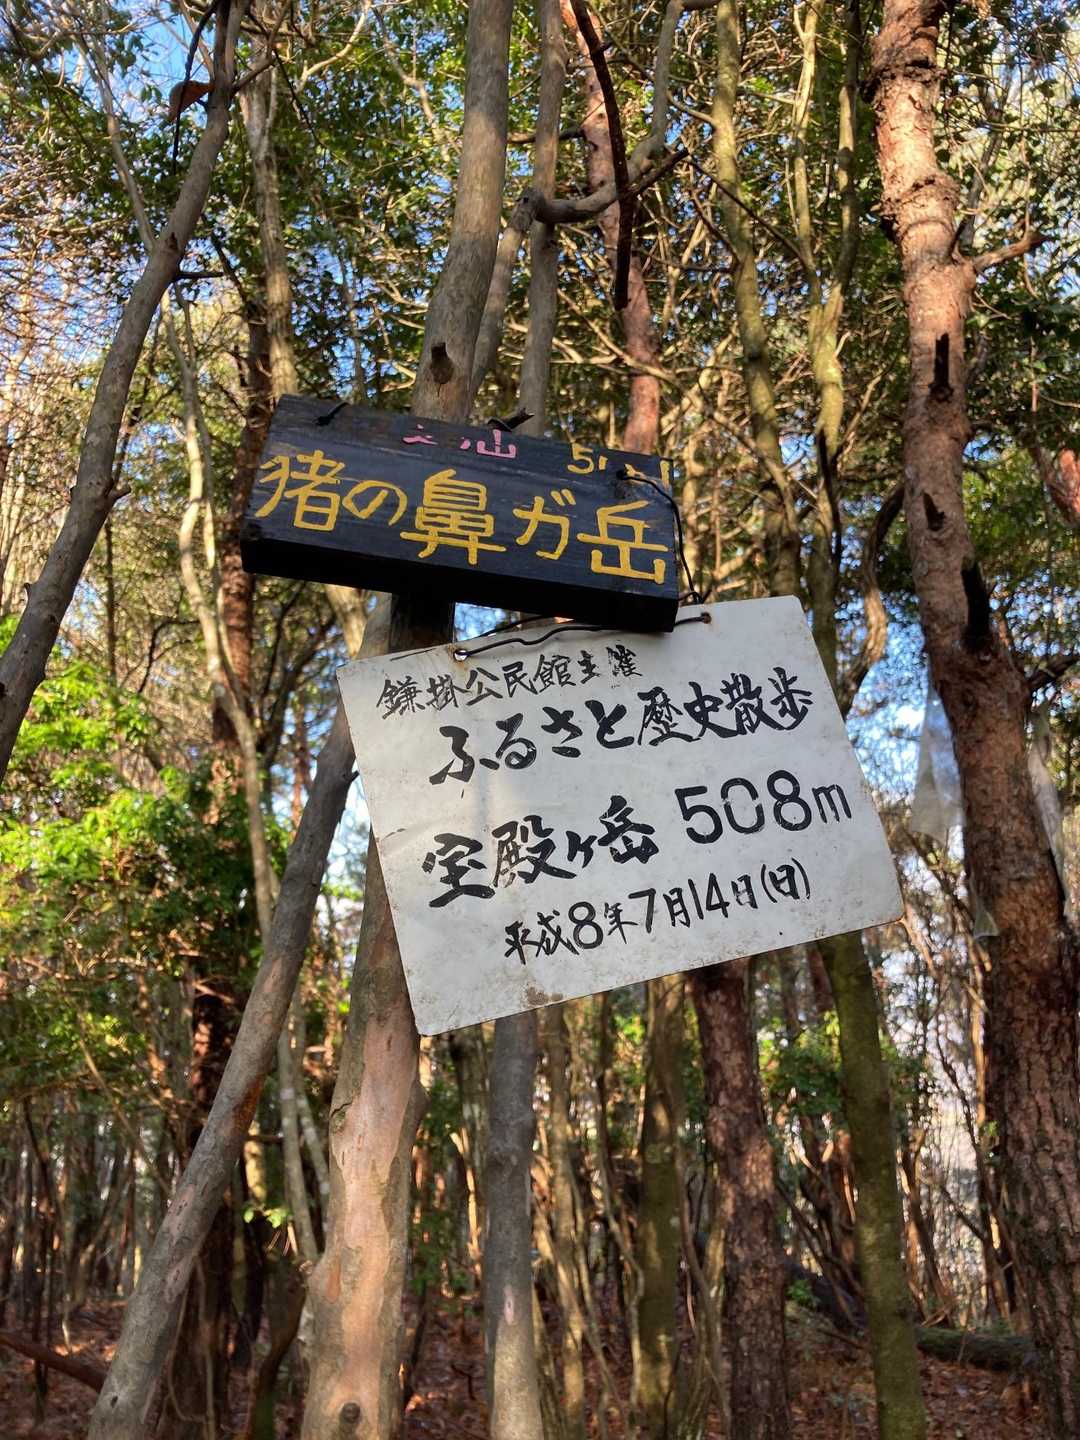 猪の鼻ガ岳
鎌掛公民館主催
ふるさと歴史散歩
宝殿ヶ岳 508m
平成8年7月14日(日)